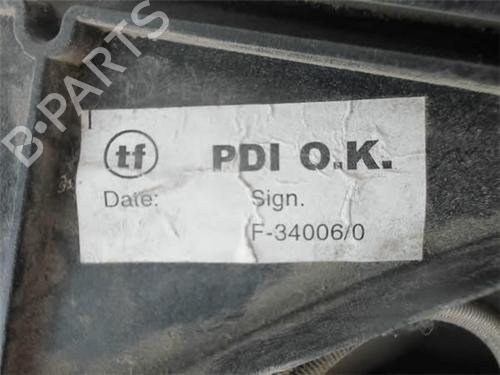 B-PARTS
tf PDI O.K.
Date: Sign.
F-34006/0